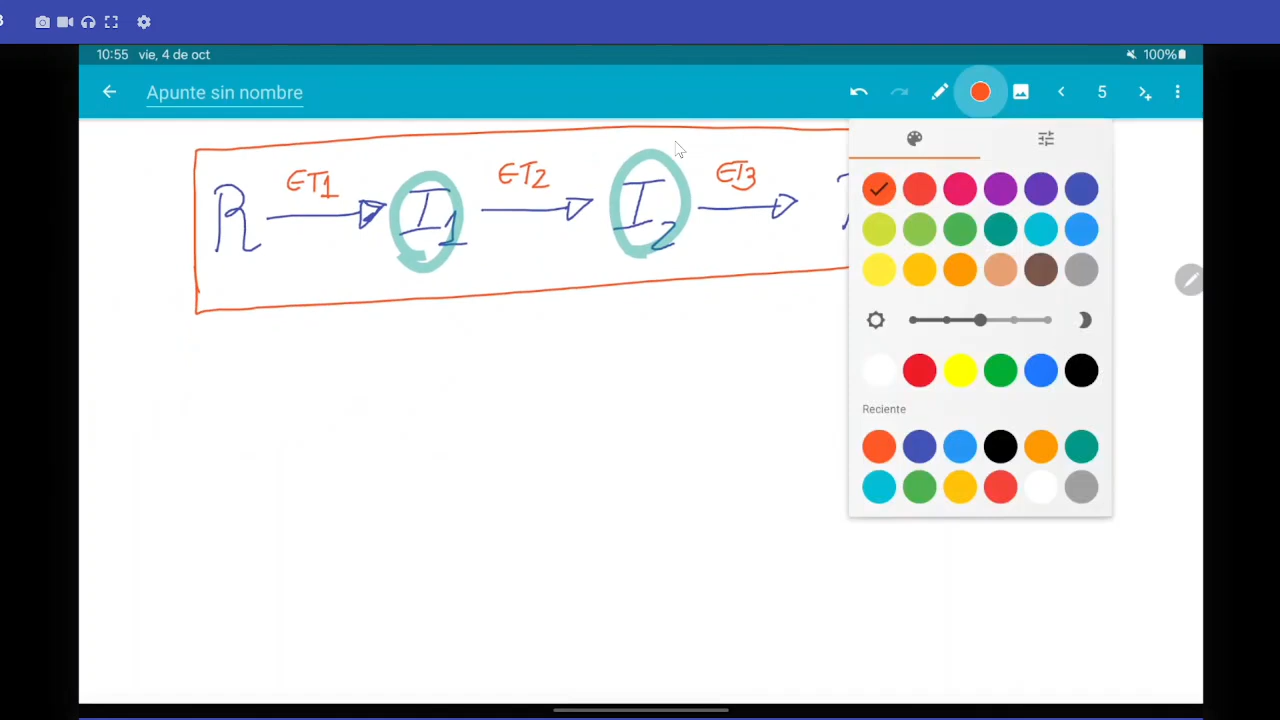 10:55 vie, 4 de oct 100%
Apunte sin nombre 5
ET1 ET2 ET3
R I1 I2
Reciente